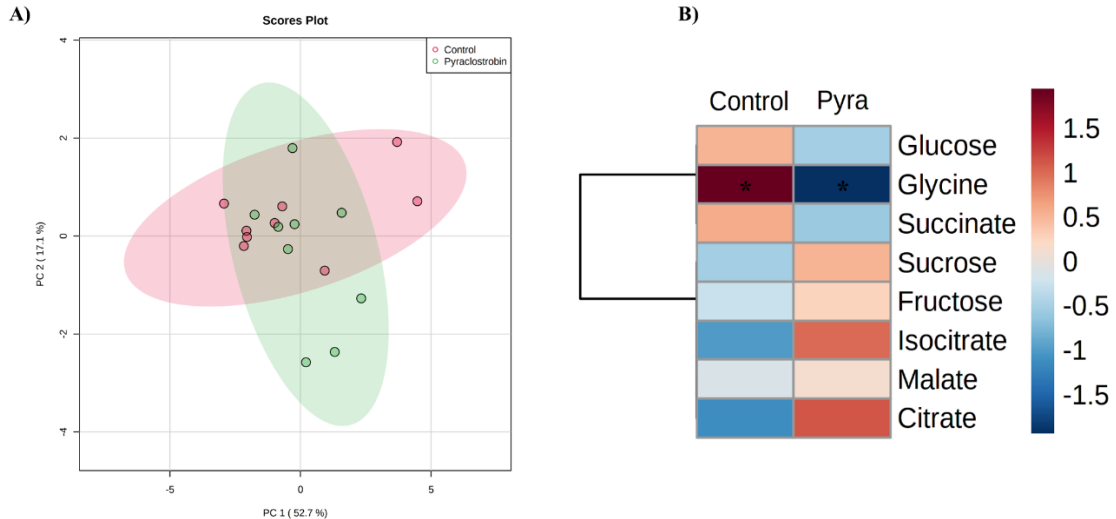 A)
Scores Plot
Control
Pyraclostrobin
4
2
0
-2
-4
PC 2 ( 17.1 %)
-5
0
5
PC 1 ( 52.7 %)
B)
Control Pyra
Glucose
* * Glycine
Succinate
Sucrose
Fructose
Isocitrate
Malate
Citrate
1.5
1
0.5
0
-0.5
-1
-1.5